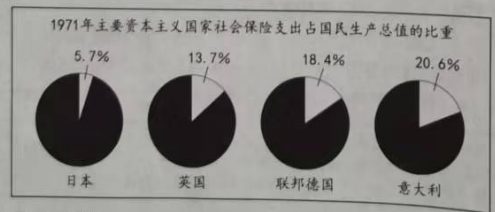 1971年主要资本主义国家社会保险支出占国民生产总值的比重
5.7%
13.7%
18.4%
20.6%
日本
英国
联邦德国
意大利